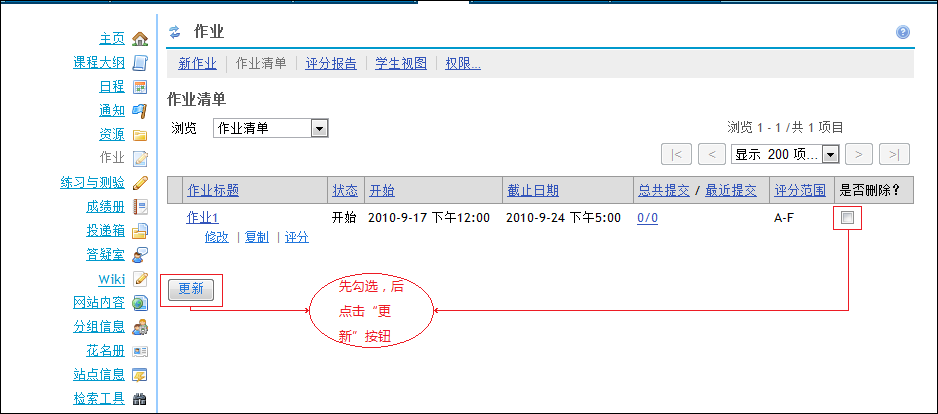 主页
课程大纲
日程
通知
资源
作业
练习与测验
成绩册
投递箱
答疑室
Wiki
网站内容
分组信息
花名册
站点信息
检索工具
作业
新作业 | 作业清单 | 评分报告 | 学生视图 | 权限...
作业清单
浏览 作业清单
浏览 1 - 1 /共 1 项目
|< < 显示 200 项... > >|
作业标题 状态 开始 截止日期 总共提交 / 最近提交 评分范围 是否删除？
作业1 开始 2010-9-17 下午12:00 2010-9-24 下午5:00 0/0 A-F
修改 | 复制 | 评分
更新
先勾选，后
点击“更
新”按钮